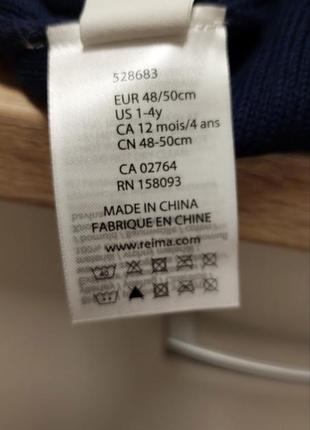 528683
EUR 48/50cm
US 1-4y
CA 12 mois/4 ans
CN 48-50cm
CA 02764
RN 158093
MADE IN CHINA
FABRIQUE EN CHINE
www.reima.com
40